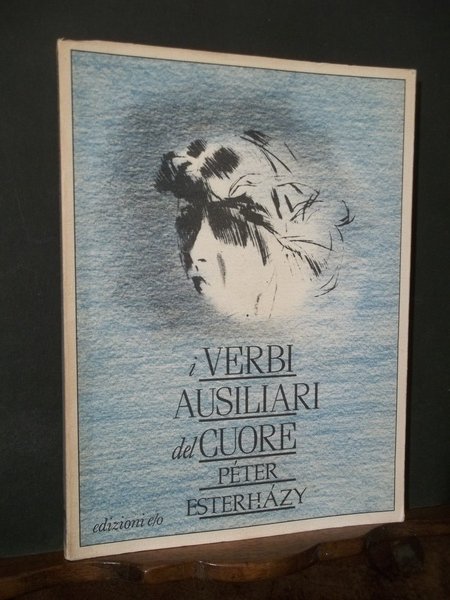 i VERBI
AUSILIARI
del CUORE
PÉTER
ESTERHÁZY
edizioni e/o